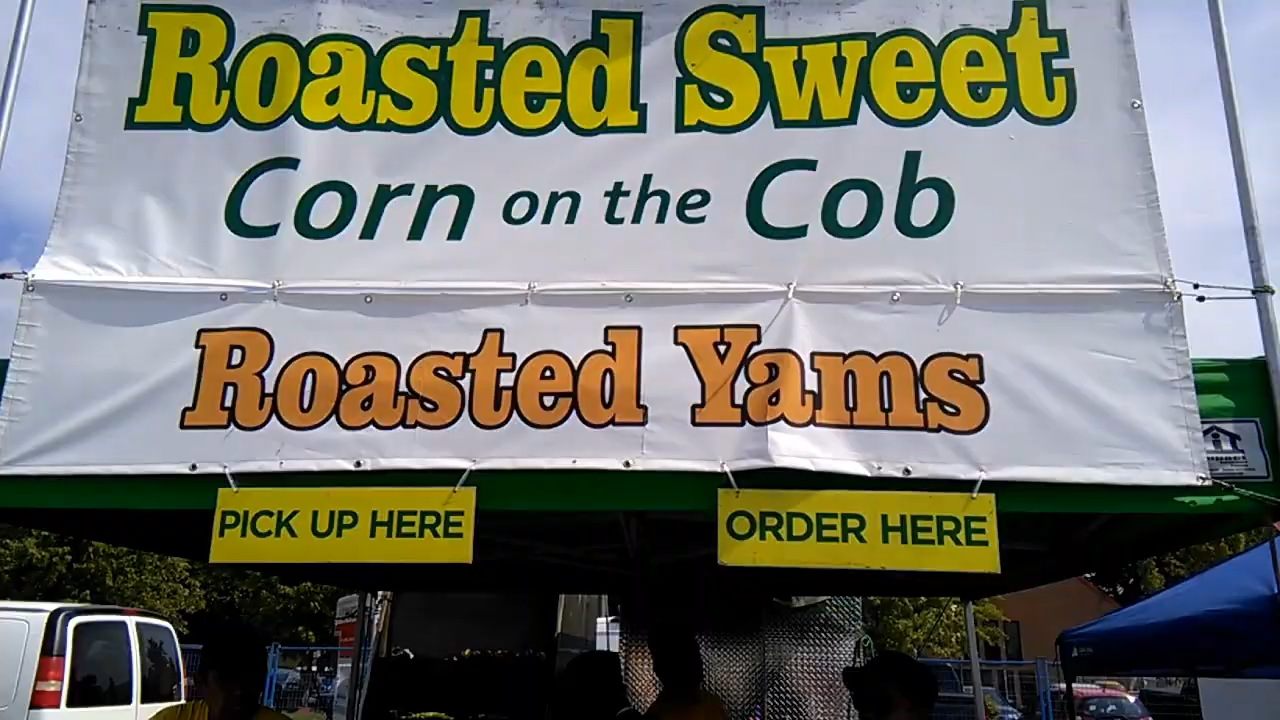 Roasted Sweet
Corn on the Cob
Roasted Yams
PICK UP HERE
ORDER HERE